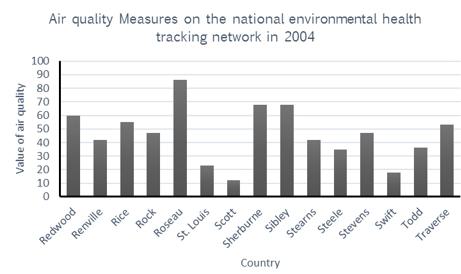 Air quality Measures on the national environmental health
tracking network in 2004
Value of air quality
100
90
80
70
60
50
40
30
20
10
0
Redwood
Renville
Rice
Rock
Roseau
St. Louis
Scott
Sherburne
Sibley
Stearns
Steele
Stevens
Swift
Todd
Traverse
Country